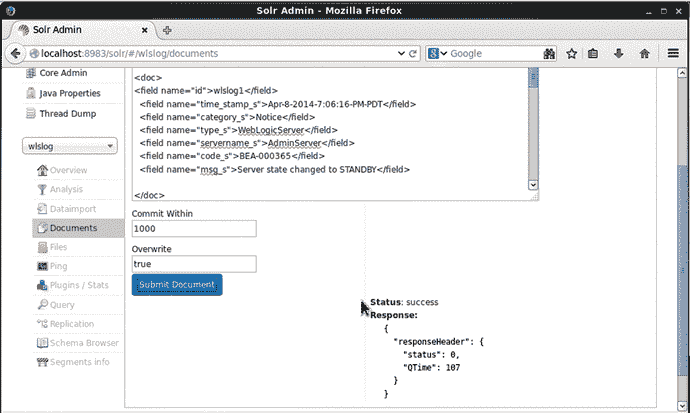 Solr Admin - Mozilla Firefox
Solr Admin
localhost:8983/solr/#/wlslog/documents
Google
Core Admin
Java Properties
Thread Dump
wlslog
Overview
Analysis
Dataimport
Documents
Files
Ping
Plugins / Stats
Query
Replication
Schema Browser
Segments info
<doc>
<field name="id">wlslog1</field>
<field name="time_stamp_s">Apr-8-2014-7:06:16-PM-PDT</field>
<field name="category_s">Notice</field>
<field name="type_s">WebLogicServer</field>
<field name="servername_s">AdminServer</field>
<field name="code_s">BEA-000365</field>
<field name="msg_s">Server state changed to STANDBY</field>
</doc>
Commit Within
1000
Overwrite
true
Submit Document
Status: success
Response:
{
"responseHeader": {
"status": 0,
"QTime": 107
}
}